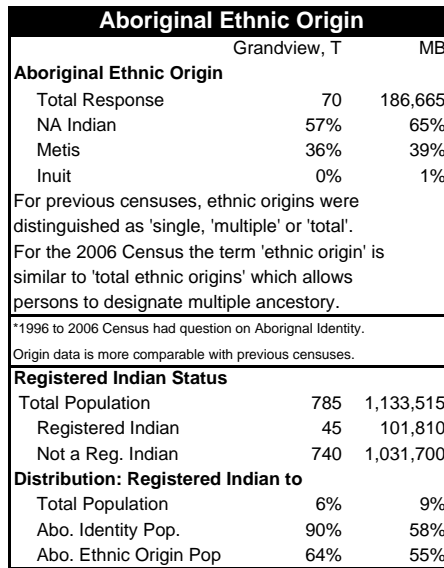 Aboriginal Ethnic Origin
Grandview, T MB
Aboriginal Ethnic Origin
Total Response 70 186,665
NA Indian 57% 65%
Metis 36% 39%
Inuit 0% 1%
For previous censuses, ethnic origins were
distinguished as 'single, 'multiple' or 'total'.
For the 2006 Census the term 'ethnic origin' is
similar to 'total ethnic origins' which allows
persons to designate multiple ancestory.
*1996 to 2006 Census had question on Aborignal Identity.
Origin data is more comparable with previous censuses.
Registered Indian Status
Total Population 785 1,133,515
Registered Indian 45 101,810
Not a Reg. Indian 740 1,031,700
Distribution: Registered Indian to
Total Population 6% 9%
Abo. Identity Pop. 90% 58%
Abo. Ethnic Origin Pop 64% 55%